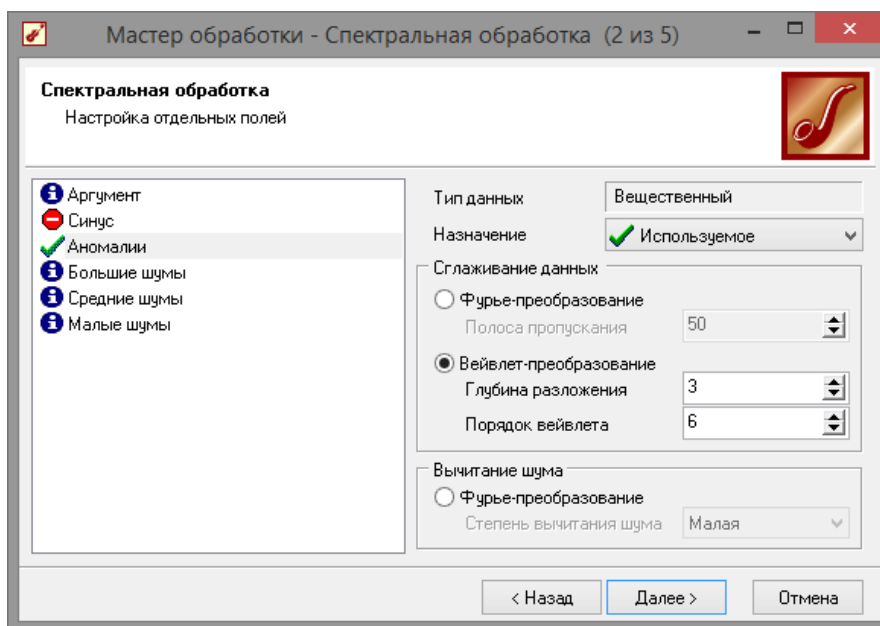 Мастер обработки - Спектральная обработка (2 из 5)
Спектральная обработка
Настройка отдельных полей
Аргумент
Синус
Аномалии
Большие шумы
Средние шумы
Малые шумы
Тип данных Вещественный
Назначение Используемое
Сглаживание данных
Фурье-преобразование
Полоса пропускания 50
Вейвлет-преобразование
Глубина разложения 3
Порядок вейвлета 6
Вычитание шума
Фурье-преобразование
Степень вычитания шума Малая
< Назад Далее > Отмена